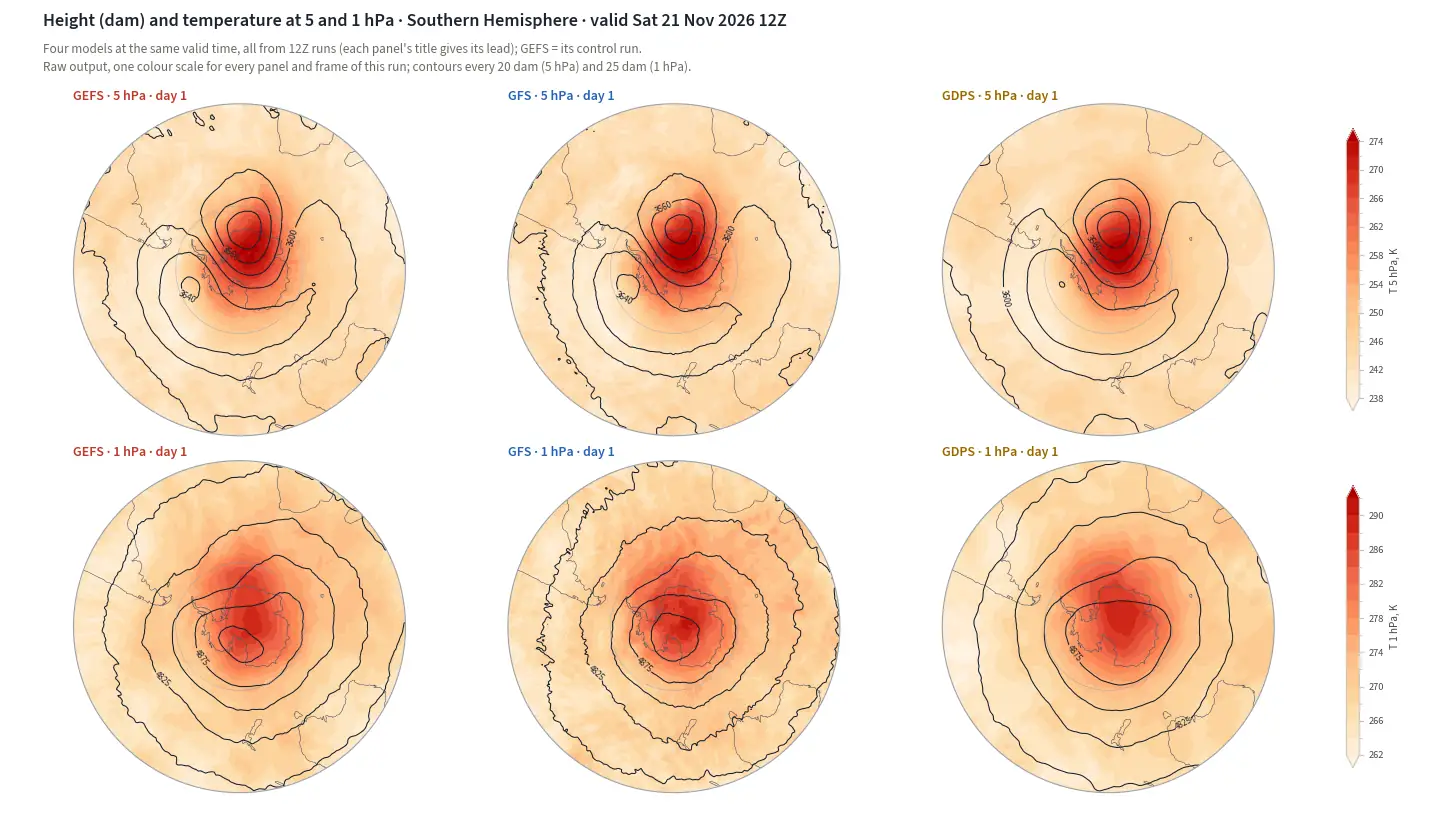 Height (dam) and temperature at 5 and 1 hPa · Southern Hemisphere · valid Sat 21 Nov 2026 12Z
Four models at the same valid time, all from 12Z runs (each panel's title gives its lead); GEFS = its control run.
Raw output, one colour scale for every panel and frame of this run; contours every 20 dam (5 hPa) and 25 dam (1 hPa).
GEFS · 5 hPa · day 1
GFS · 5 hPa · day 1
GDPS · 5 hPa · day 1
3600
3640
3560
3600
3640
3600
274
270
266
262
258
254
250
246
242
238
T 5 hPa, K
GEFS · 1 hPa · day 1
GFS · 1 hPa · day 1
GDPS · 1 hPa · day 1
4875
4825
4875
4825
4875
4825
290
286
282
278
274
270
266
262
T 1 hPa, K